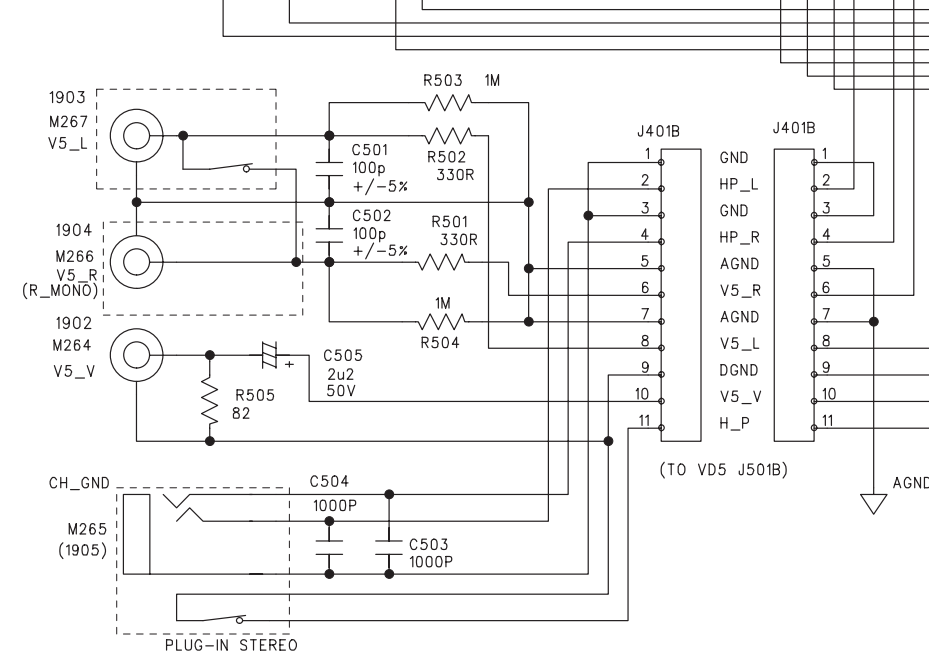 R503 1M
1903
M267
V5_L
C501
100p
+/-5%
R502
330R
J401B
J401B
1 GND 1
2 HP_L 2
3 GND 3
4 HP_R 4
5 AGND 5
6 V5_R 6
7 AGND 7
8 V5_L 8
9 DGND 9
10 V5_V 10
11 H_P 11
C502
100p
+/-5%
R501
330R
1904
M266
V5_R
(R_MONO)
1M
R504
1902
M264
V5_V
C505
2u2
50V
+
R505
82
(TO VD5 J501B)
AGND
CH_GND
C504
1000P
M265
(1905)
C503
1000P
PLUG-IN STEREO